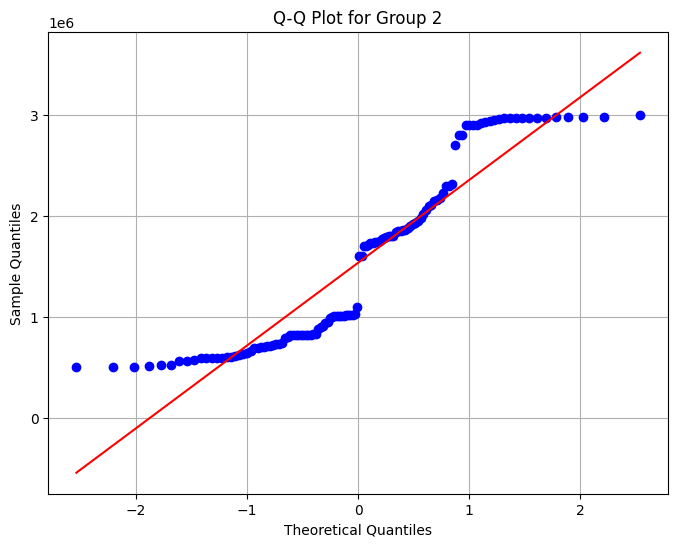 Q-Q Plot for Group 2
1e6
3
2
1
0
−2 −1 0 1 2
Sample Quantiles
Theoretical Quantiles